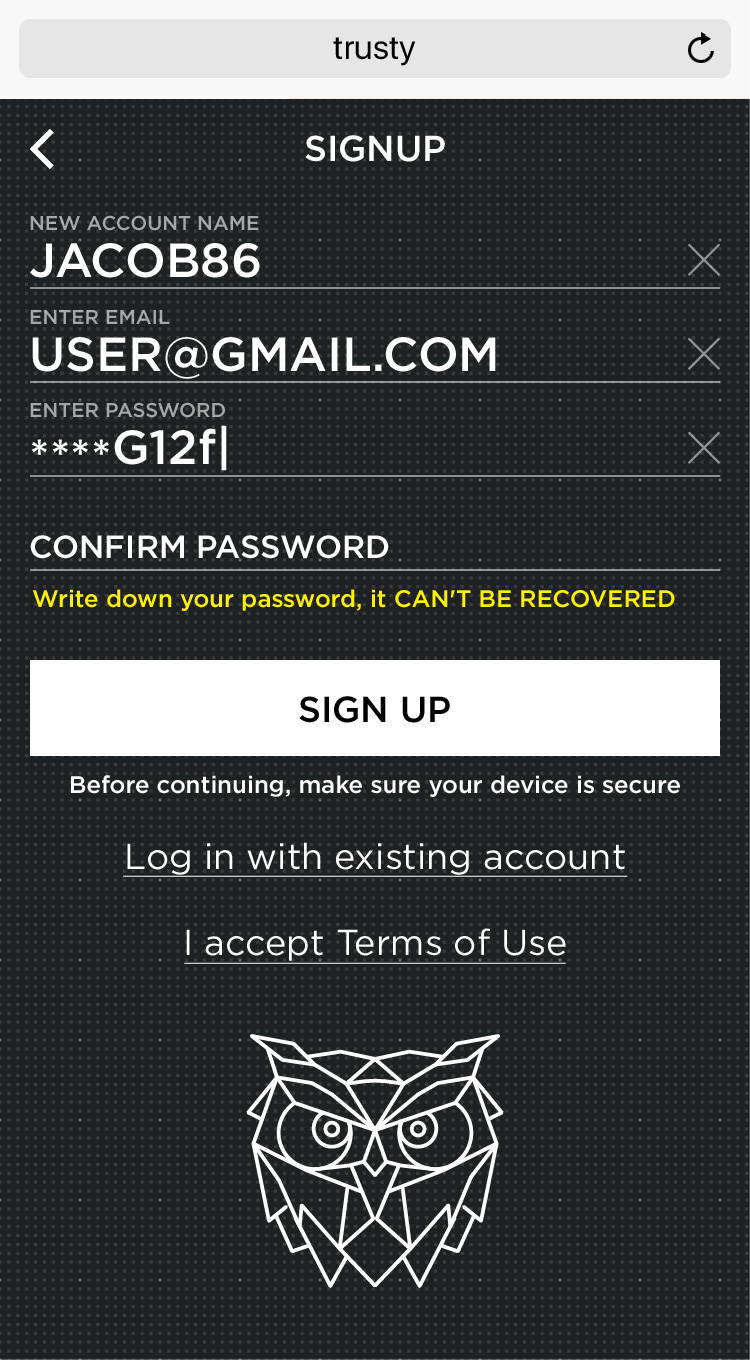 trusty
SIGNUP
NEW ACCOUNT NAME
JACOB86
ENTER EMAIL
USER@GMAIL.COM
ENTER PASSWORD
****G12f
CONFIRM PASSWORD
Write down your password, it CAN'T BE RECOVERED
SIGN UP
Before continuing, make sure your device is secure
Log in with existing account
I accept Terms of Use